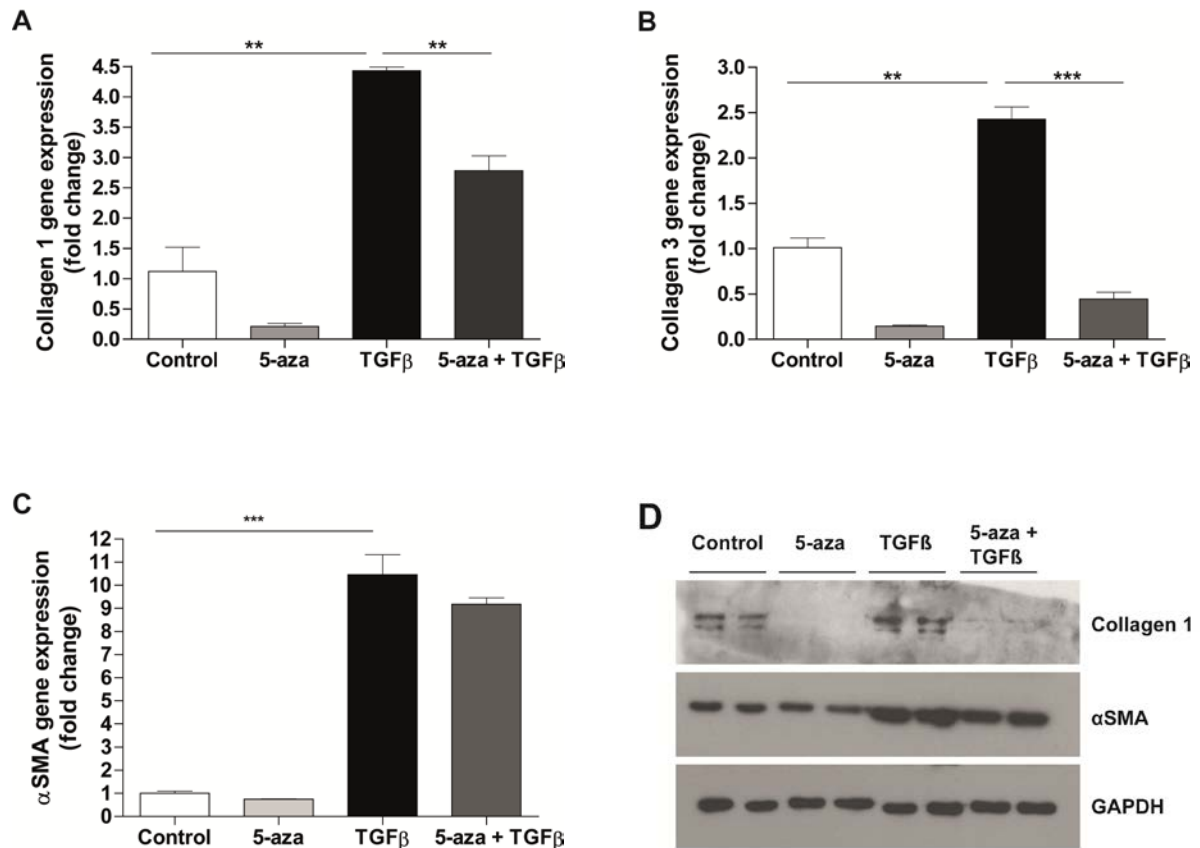 A
** **
Collagen 1 gene expression
(fold change)
4.5
4.0
3.5
3.0
2.5
2.0
1.5
1.0
0.5
0.0
Control 5-aza TGFβ 5-aza + TGFβ
B
** ***
Collagen 3 gene expression
(fold change)
3.0
2.5
2.0
1.5
1.0
0.5
0.0
Control 5-aza TGFβ 5-aza + TGFβ
C
***
αSMA gene expression
(fold change)
12
11
10
9
8
7
6
5
4
3
2
1
0
Control 5-aza TGFβ 5-aza + TGFβ
D
Control 5-aza TGFß 5-aza +
TGFß
Collagen 1
αSMA
GAPDH